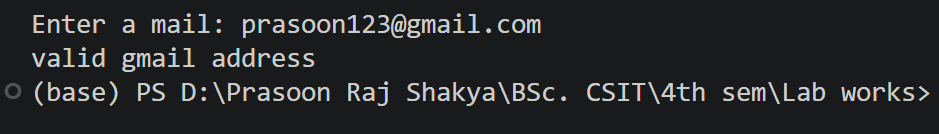 Enter a mail: prasoon123@gmail.com
valid gmail address
(base) PS D:\Prasoon Raj Shakya\BSc. CSIT\4th sem\Lab works>